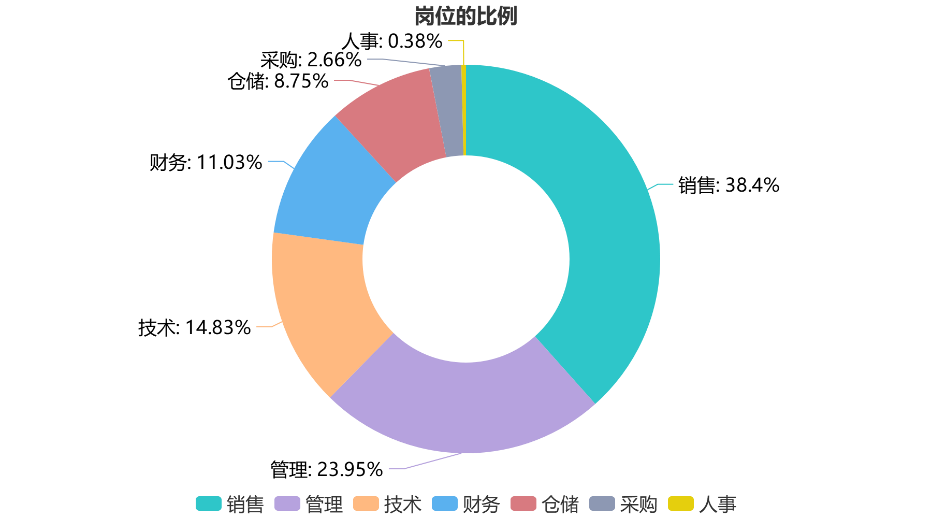 岗位的比例
人事: 0.38%
采购: 2.66%
仓储: 8.75%
财务: 11.03%
销售: 38.4%
技术: 14.83%
管理: 23.95%
销售 管理 技术 财务 仓储 采购 人事